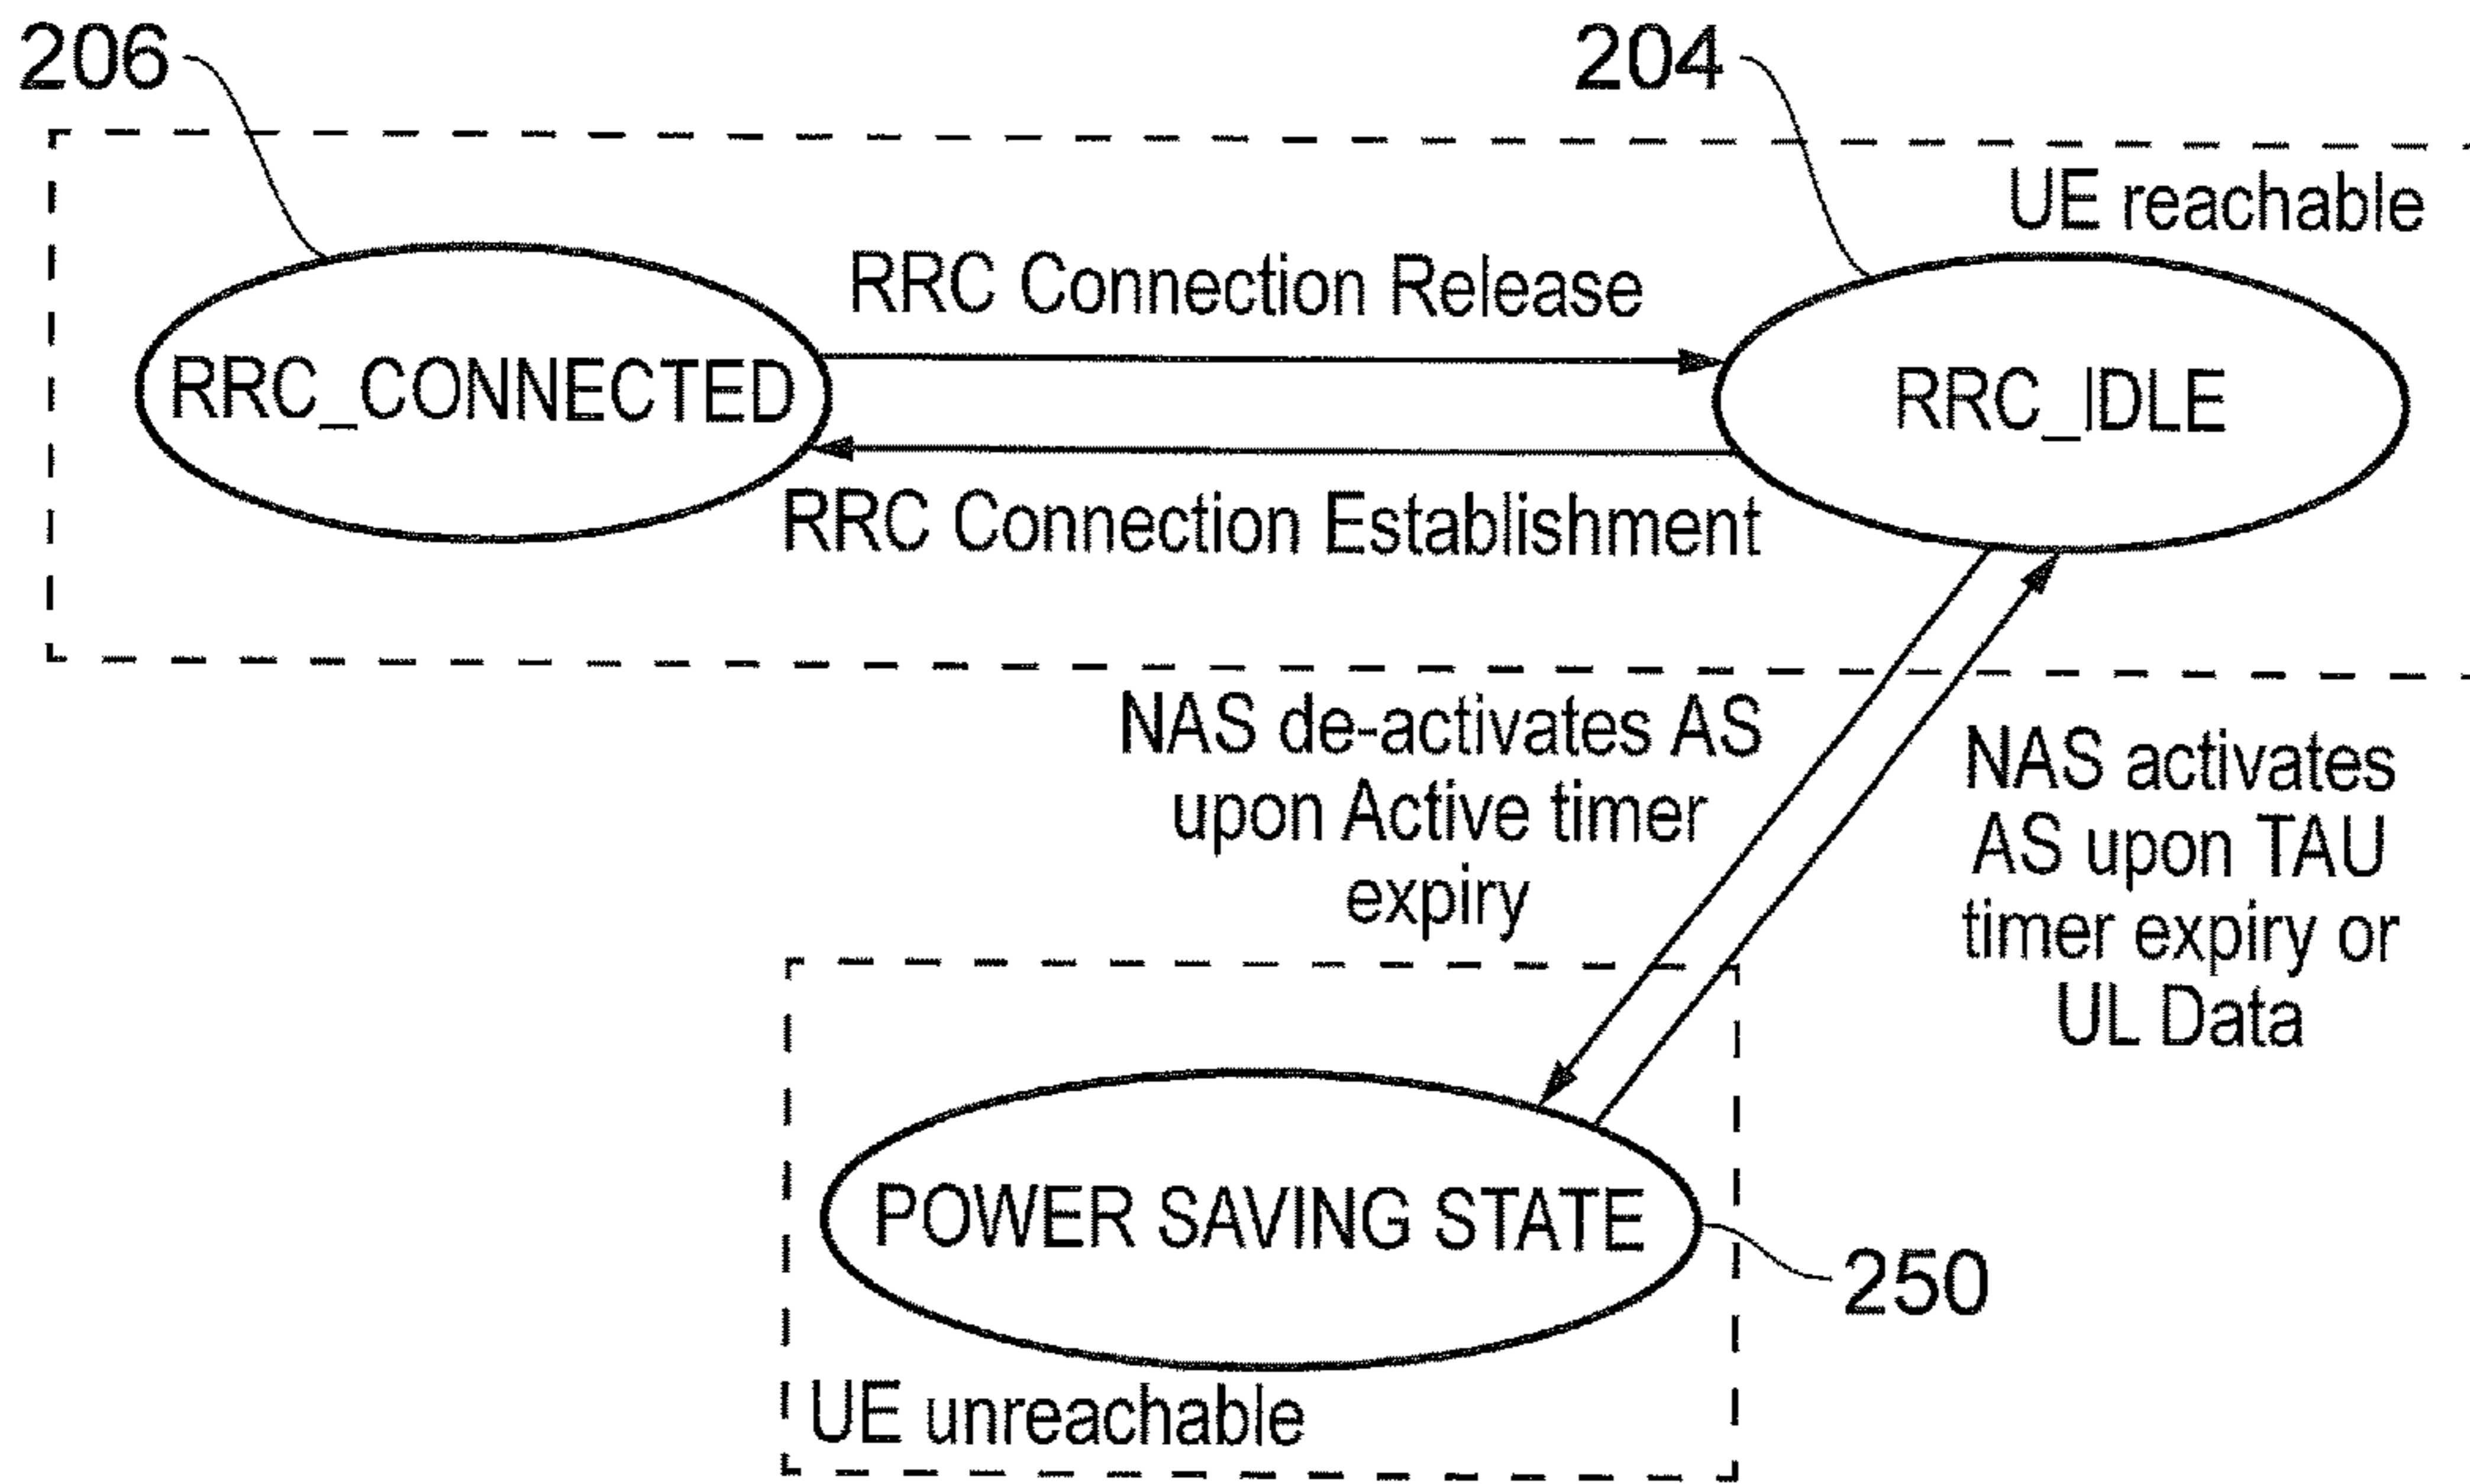 206
204
UE reachable
RRC Connection Release
RRC_CONNECTED
RRC_IDLE
RRC Connection Establishment
NAS de-activates AS
upon Active timer
expiry
NAS activates
AS upon TAU
timer expiry or
UL Data
POWER SAVING STATE
250
UE unreachable